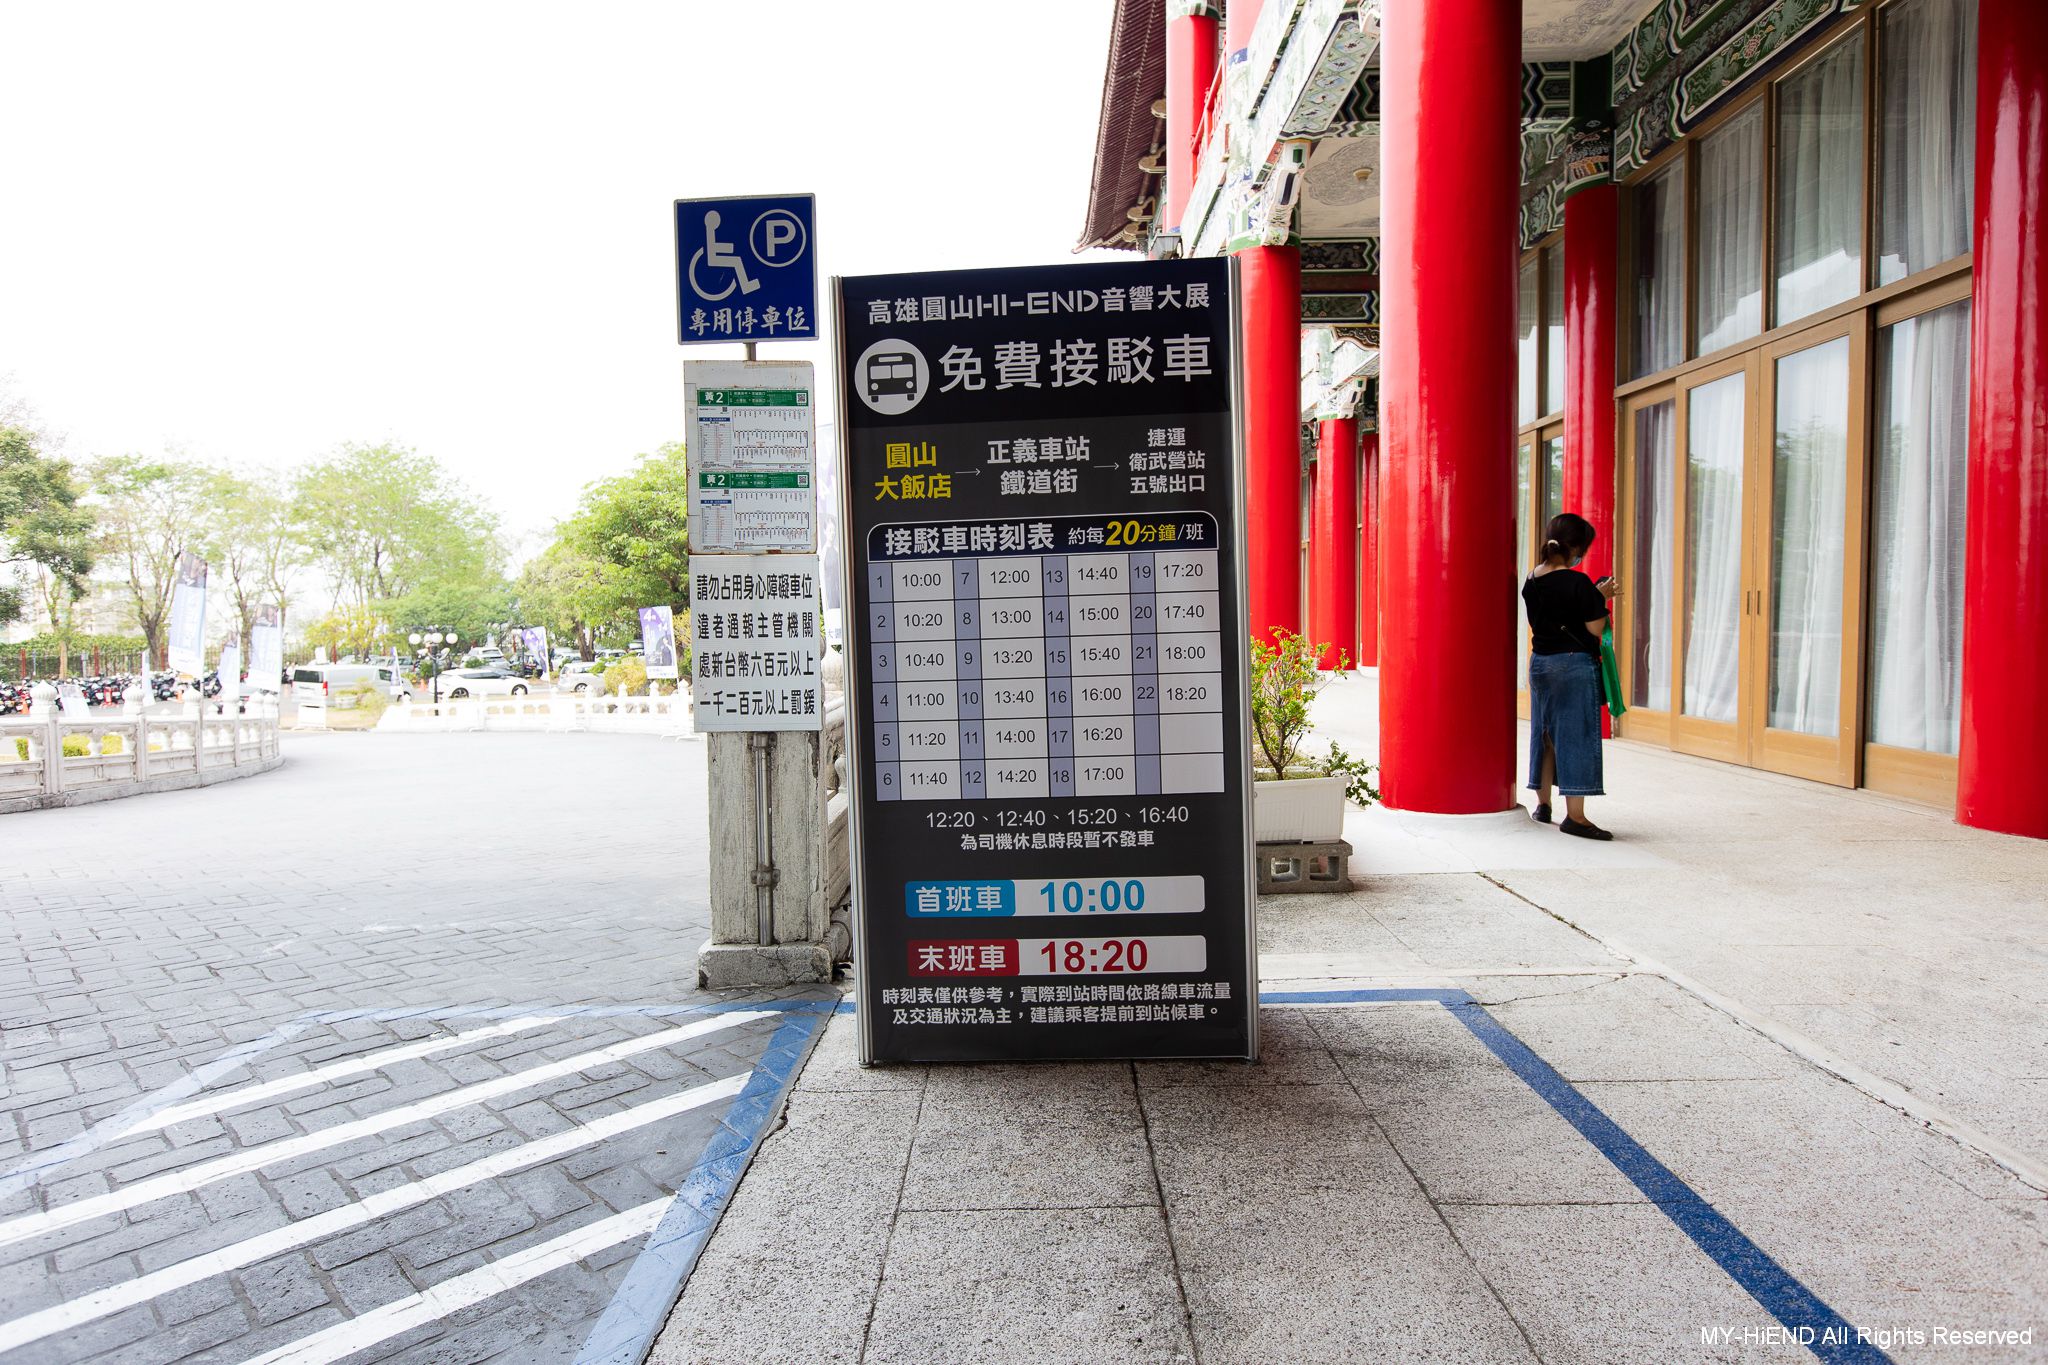 P
專用停車位
黃2
黃2
請勿占用身心障礙車位
違者通報主管機關
處新台幣六百元以上
一千二百元以上罰鍰
高雄圓山HI-END音響大展
免費接駁車
圓山
大飯店
→
正義車站
鐵道街
→
捷運
衛武營站
五號出口
接駁車時刻表 約每20分鐘/班
1 10:00 7 12:00 13 14:40 19 17:20
2 10:20 8 13:00 14 15:00 20 17:40
3 10:40 9 13:20 15 15:40 21 18:00
4 11:00 10 13:40 16 16:00 22 18:20
5 11:20 11 14:00 17 16:20
6 11:40 12 14:20 18 17:00
12:20、12:40、15:20、16:40
為司機休息時段暫不發車
首班車 10:00
末班車 18:20
時刻表僅供參考，實際到站時間依路線車流量
及交通狀況為主，建議乘客提前到站候車。
MY-HiEND All Rights Reserved